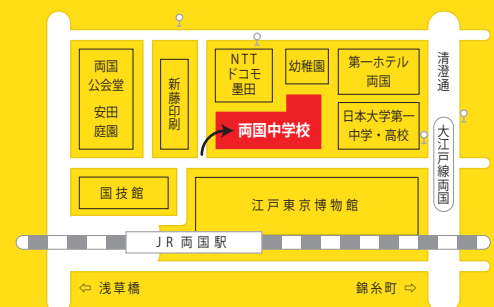 両国
公会堂
安田
庭園
新藤印刷
NTT
ドコモ
墨田
幼稚園
第一ホテル
両国
清澄通
両国中学校
日本大学第一
中学・高校
大江戸線両国
国技館
江戸東京博物館
JR両国駅
⇦ 浅草橋
錦糸町 ⇨